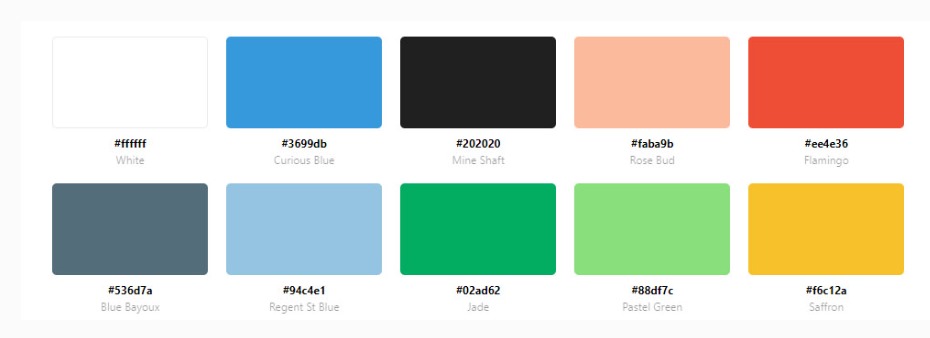 #ffffff #3699db #202020 #faba9b #ee4e36
White Curious Blue Mine Shaft Rose Bud Flamingo
#536d7a #94c4e1 #02ad62 #88df7c #f6c12a
Blue Bayoux Regent St Blue Jade Pastel Green Saffron